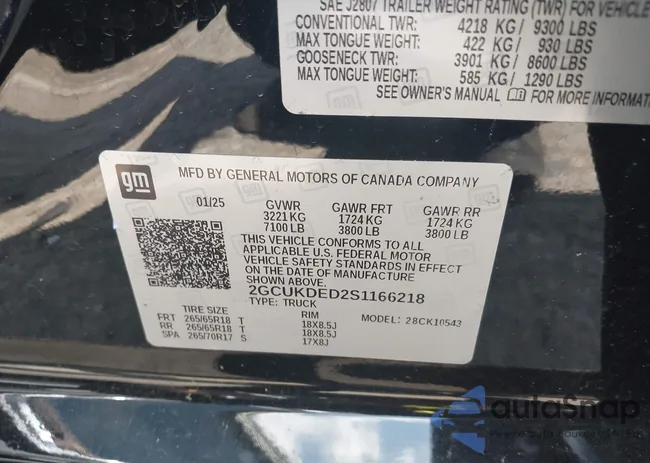 SAE J2807 TRAILER WEIGHT RATING (TWR) FOR VEHICLE
CONVENTIONAL TWR: 4218 KG / 9300 LBS
MAX TONGUE WEIGHT: 422 KG / 930 LBS
GOOSENECK TWR: 3901 KG / 8600 LBS
MAX TONGUE WEIGHT: 585 KG / 1290 LBS
SEE OWNER'S MANUAL FOR MORE INFORM
gm
MFD BY GENERAL MOTORS OF CANADA COMPANY
01/25 GVWR GAWR FRT GAWR RR
3221 KG 1724 KG 1724 KG
7100 LB 3800 LB 3800 LB
THIS VEHICLE CONFORMS TO ALL
APPLICABLE U.S. FEDERAL MOTOR
VEHICLE SAFETY STANDARDS IN EFFECT
ON THE DATE OF MANUFACTURE
SHOWN ABOVE.
2GCUKDED2S1166218
TYPE: TRUCK
TIRE SIZE RIM MODEL: 28CK10543
FRT 265/65R18 T 18X8.5J
RR 265/65R18 T 18X8.5J
SPA 265/70R17 S 17X8J
autoSnap